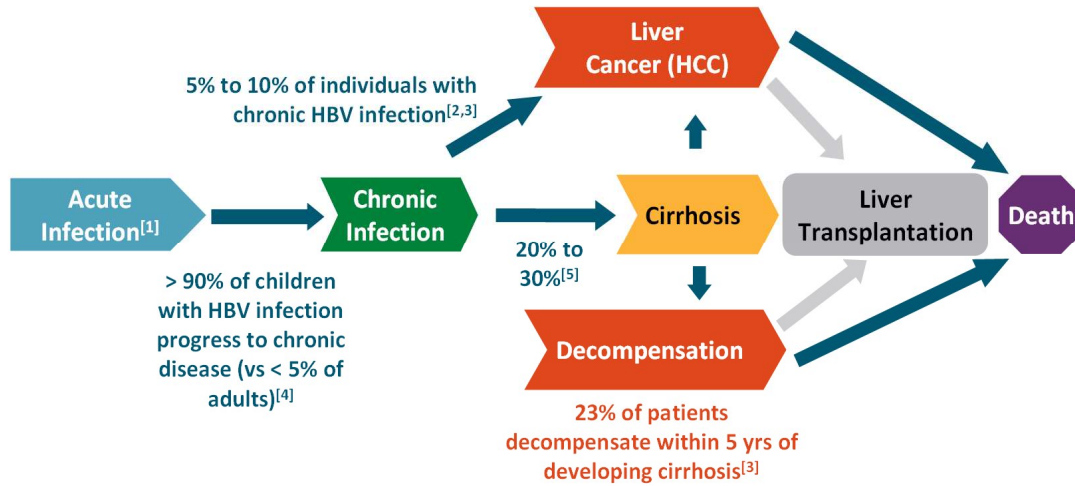 Liver
Cancer (HCC)
5% to 10% of individuals with
chronic HBV infection[2,3]
Acute
Infection[1]
Chronic
Infection
Cirrhosis
Liver
Transplantation
Death
20% to
30%[5]
> 90% of children
with HBV infection
progress to chronic
disease (vs < 5% of
adults)[4]
Decompensation
23% of patients
decompensate within 5 yrs of
developing cirrhosis[3]